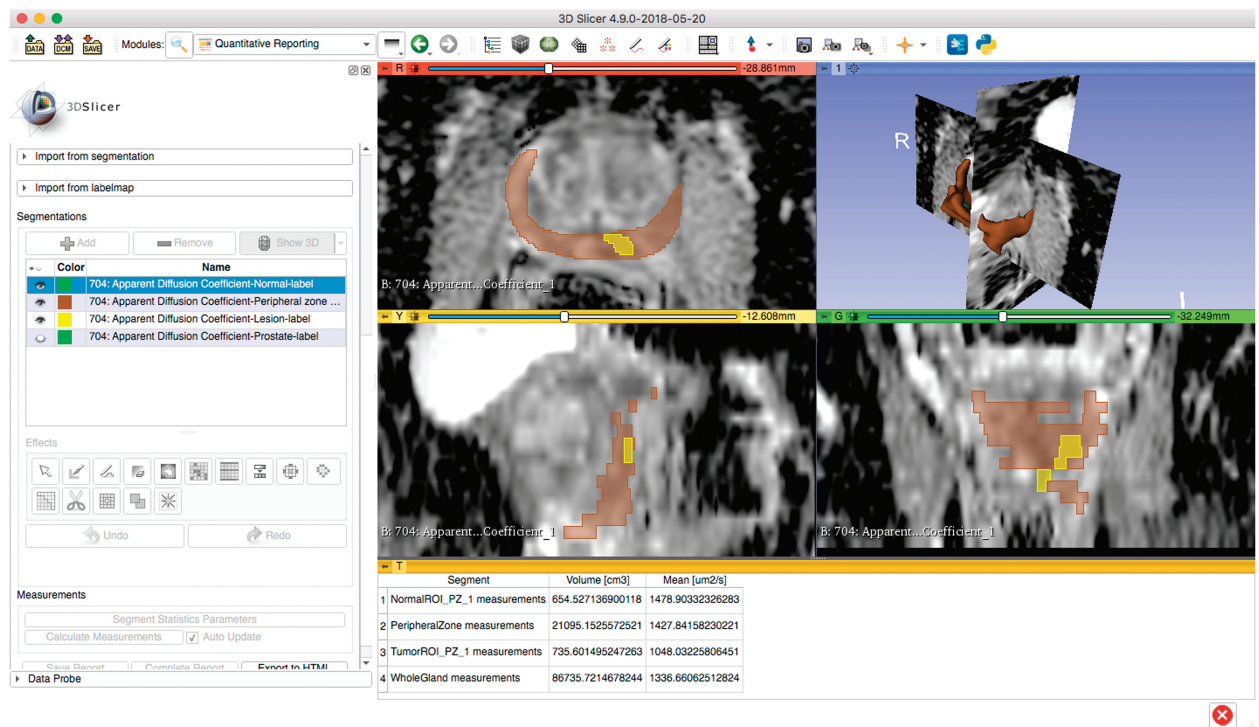 3D Slicer 4.9.0-2018-05-20
DATA DCM SAVE Modules: Quantitative Reporting
R -28.861mm
1
3DSlicer
Import from segmentation
Import from labelmap
Segmentations
Add Remove Show 3D
Color Name
704: Apparent Diffusion Coefficient-Normal-label
704: Apparent Diffusion Coefficient-Peripheral zone ...
704: Apparent Diffusion Coefficient-Lesion-label
704: Apparent Diffusion Coefficient-Prostate-label
Effects
Undo Redo
Measurements
Segment Statistics Parameters
Calculate Measurements Auto Update
Save Report Complete Report Export to HTML
Data Probe
B: 704: Apparent...Coefficient_1
R
Y -12.608mm
G -32.249mm
B: 704: Apparent...Coefficient_1
B: 704: Apparent...Coefficient_1
T
Segment Volume [cm3] Mean [um2/s]
1 NormalROI_PZ_1 measurements 654.527136900118 1478.90332326283
2 PeripheralZone measurements 21095.1525572521 1427.84158230221
3 TumorROI_PZ_1 measurements 735.601495247263 1048.03225806451
4 WholeGland measurements 86735.7214678244 1336.66062512824